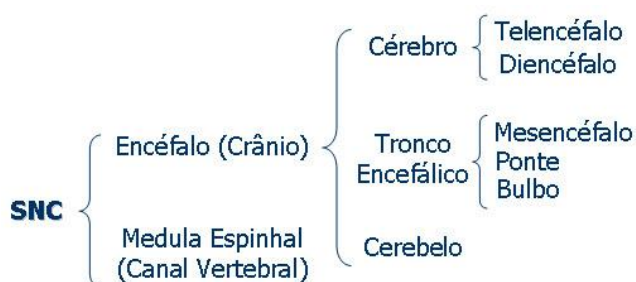 SNC
Encéfalo (Crânio)
Cérebro
Telencéfalo
Diencéfalo
Tronco
Encefálico
Mesencéfalo
Ponte
Bulbo
Cerebelo
Medula Espinhal
(Canal Vertebral)